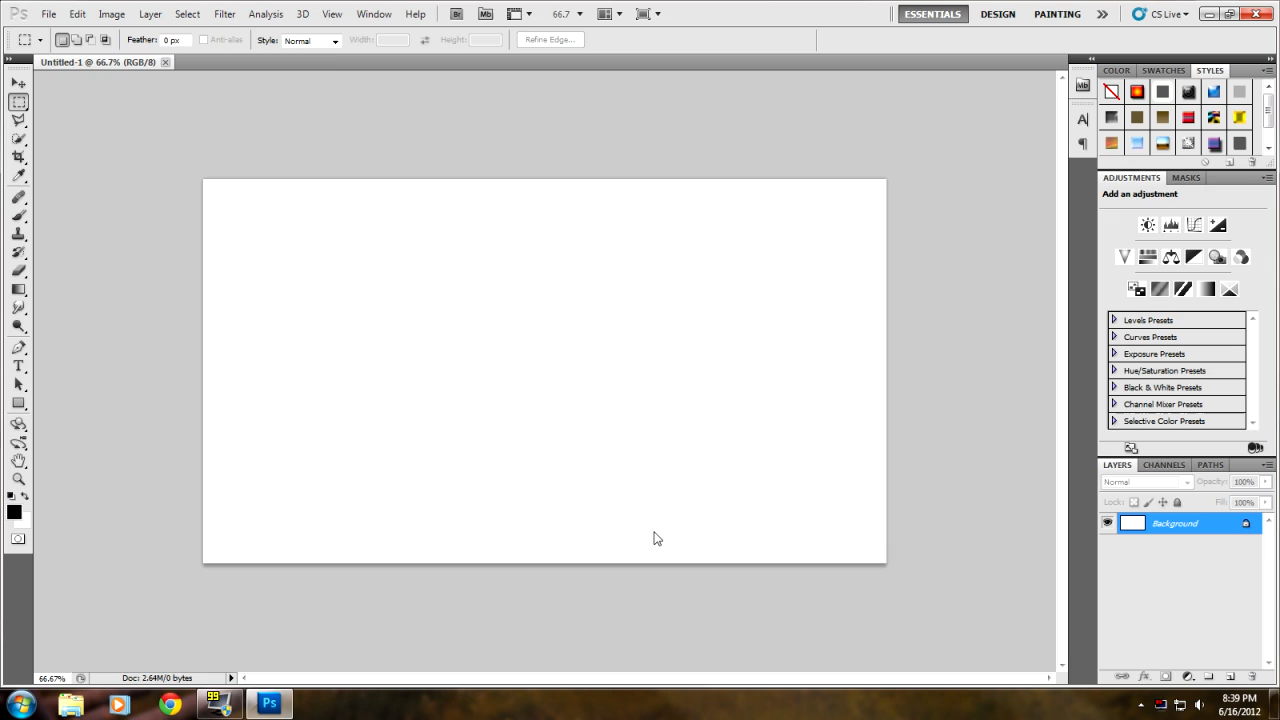 Ps File Edit Image Layer Select Filter Analysis 3D View Window Help Br Mb 66.7 ESSENTIALS DESIGN PAINTING CS Live
Feather: 0 px Anti-alias Style: Normal Width: Height: Refine Edge...
Untitled-1 @ 66.7% (RGB/8)
COLOR SWATCHES STYLES
Mb
A
ADJUSTMENTS MASKS
Add an adjustment
Levels Presets
Curves Presets
Exposure Presets
Hue/Saturation Presets
Black & White Presets
Channel Mixer Presets
Selective Color Presets
LAYERS CHANNELS PATHS
Normal Opacity: 100%
Lock: Fill: 100%
Background
T
66.67% Doc: 2.64M/0 bytes
99 Ps
8:39 PM
6/16/2012